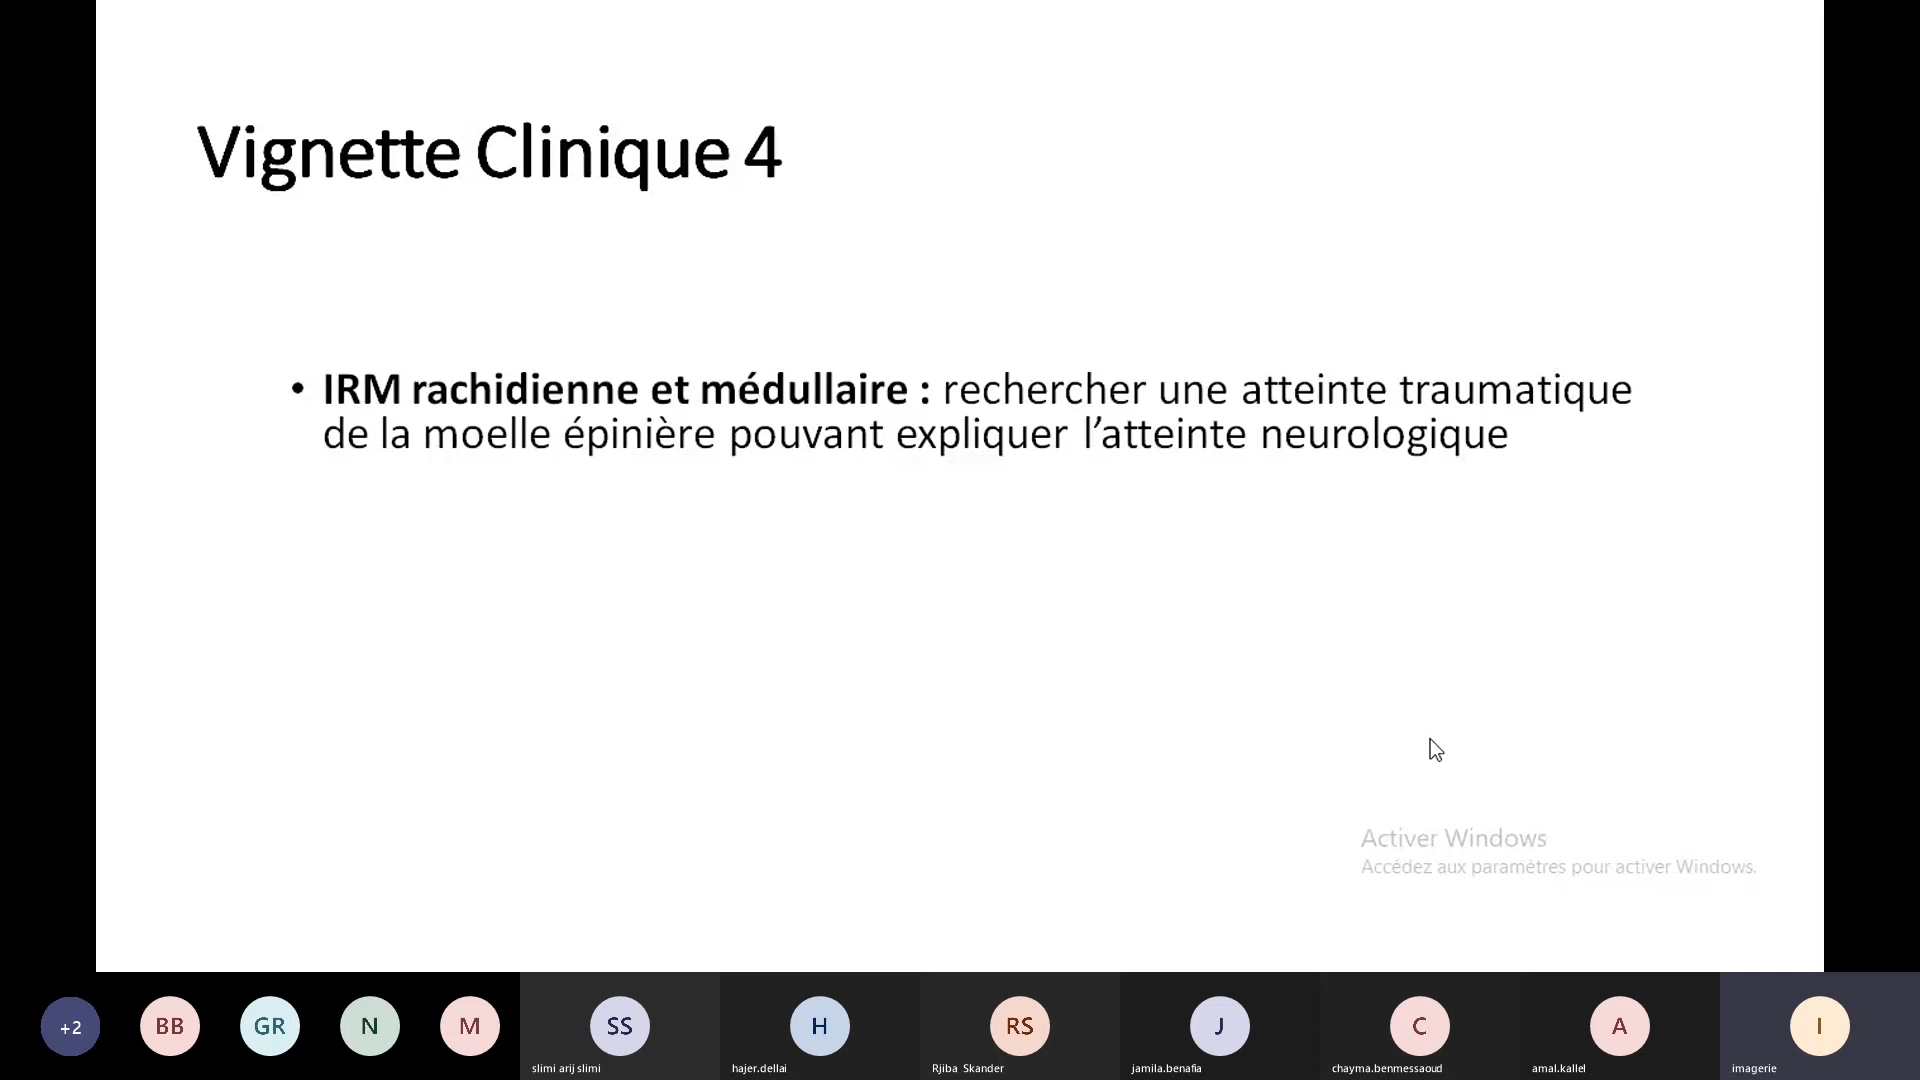 Vignette Clinique 4
• IRM rachidienne et médullaire : rechercher une atteinte traumatique
de la moelle épinière pouvant expliquer l’atteinte neurologique
Activer Windows
Accédez aux paramètres pour activer Windows.
+2
BB
GR
N
M
SS
H
RS
J
C
A
I
slimi arij slimi
hajer.dellai
Rjiba Skander
jamila.benafia
chayma.benmessaoud
amal.kallel
imagerie